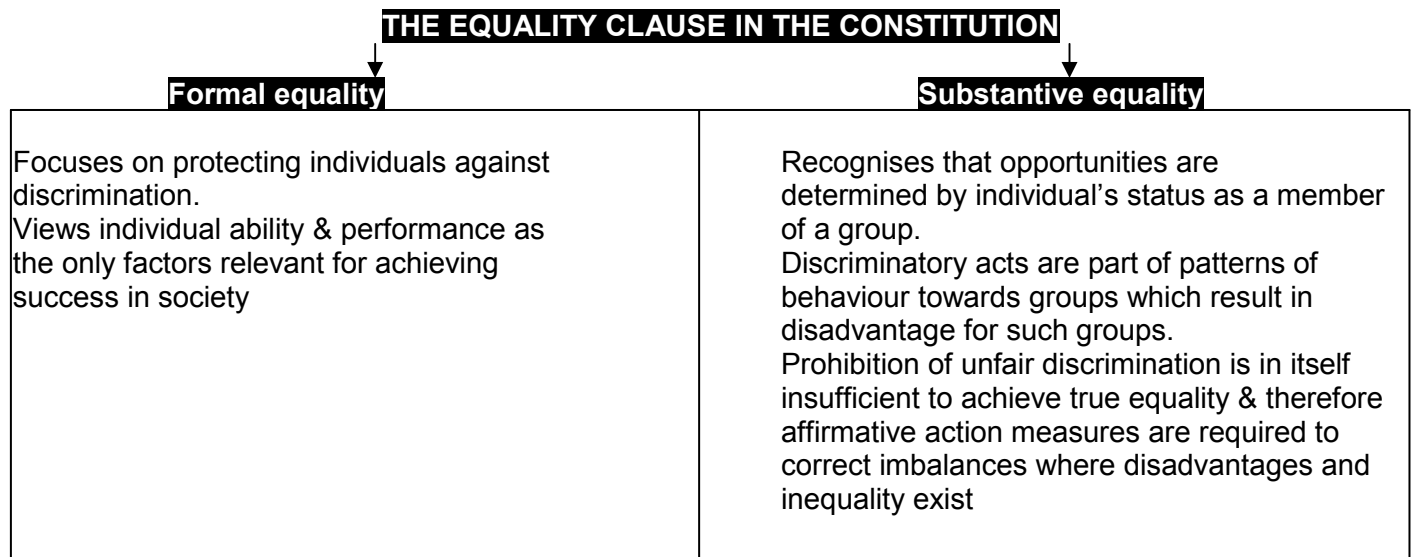 THE EQUALITY CLAUSE IN THE CONSTITUTION
Formal equality
Substantive equality
Focuses on protecting individuals against
discrimination.
Views individual ability & performance as
the only factors relevant for achieving
success in society
Recognises that opportunities are
determined by individual’s status as a member
of a group.
Discriminatory acts are part of patterns of
behaviour towards groups which result in
disadvantage for such groups.
Prohibition of unfair discrimination is in itself
insufficient to achieve true equality & therefore
affirmative action measures are required to
correct imbalances where disadvantages and
inequality exist